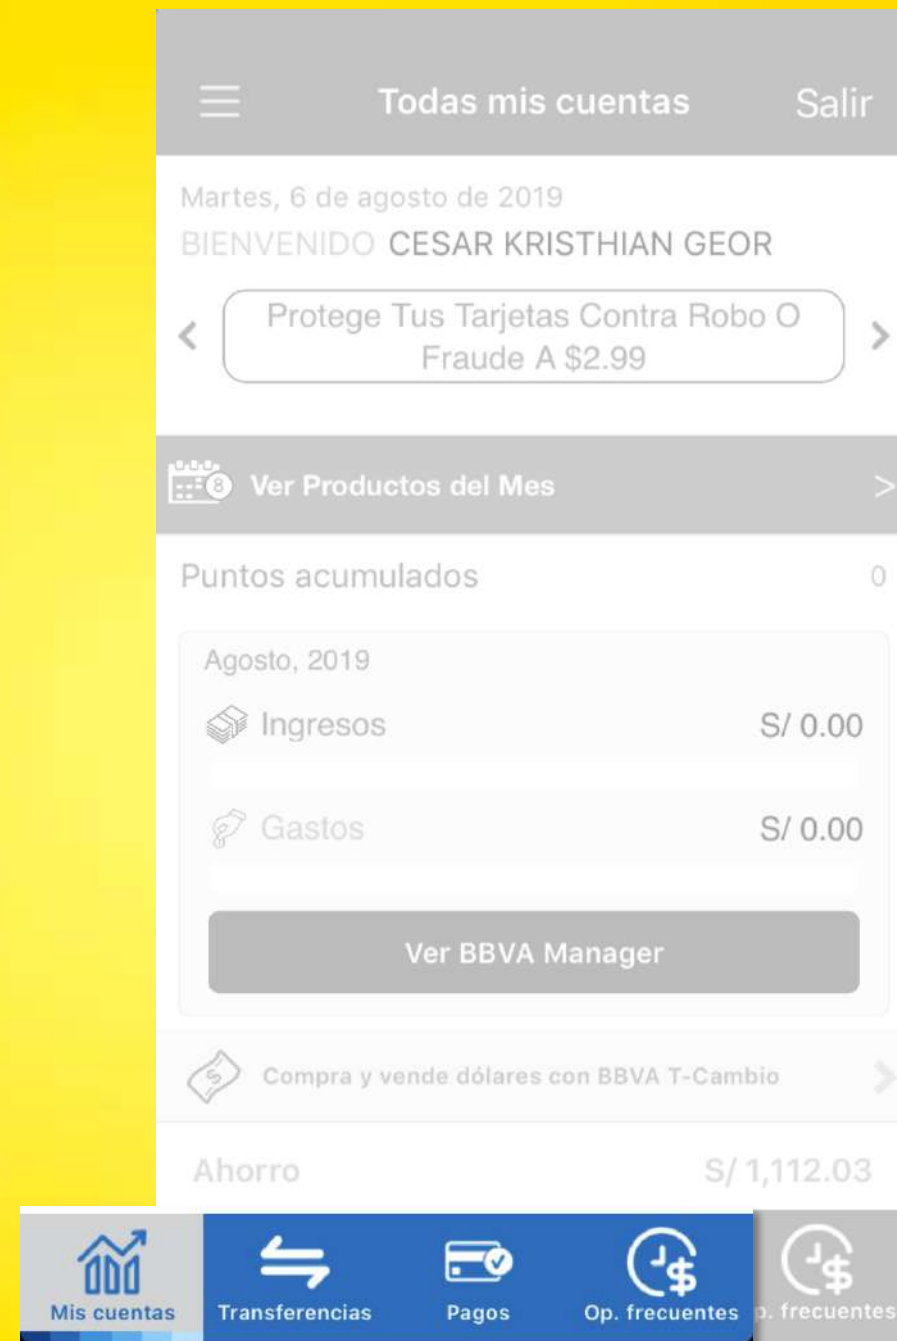 Todas mis cuentas Salir
Martes, 6 de agosto de 2019
BIENVENIDO CESAR KRISTHIAN GEOR
Protege Tus Tarjetas Contra Robo O
Fraude A $2.99
8 Ver Productos del Mes >
Puntos acumulados 0
Agosto, 2019
Ingresos S/ 0.00
Gastos S/ 0.00
Ver BBVA Manager
Compra y vende dólares con BBVA T-Cambio
Ahorro S/ 1,112.03
Mis cuentas Transferencias Pagos Op. frecuentes p. frecuentes